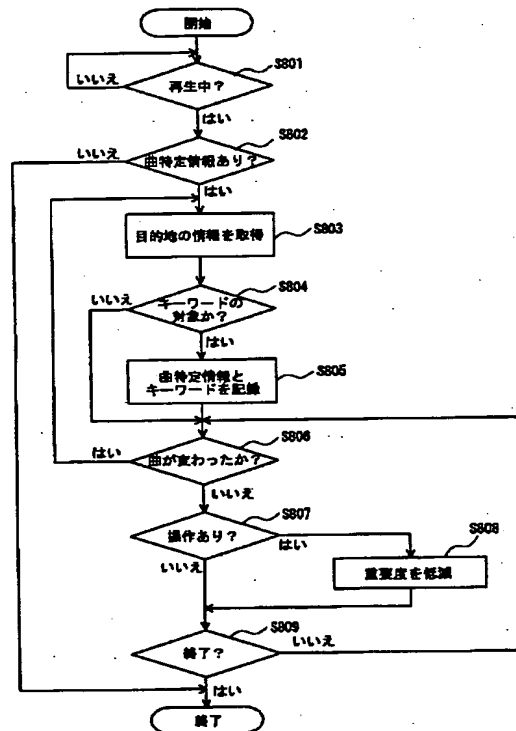 開始
S801
再生中?
いいえ
はい
S802
曲特定情報あり?
いいえ
はい
目的地の情報を取得
S803
S804
キーワードの
対象か?
いいえ
はい
曲特定情報と
キーワードを記録
S805
S806
曲が変わったか?
はい
いいえ
S807
操作あり?
はい
いいえ
S808
重要度を低減
S809
終了?
いいえ
はい
終了